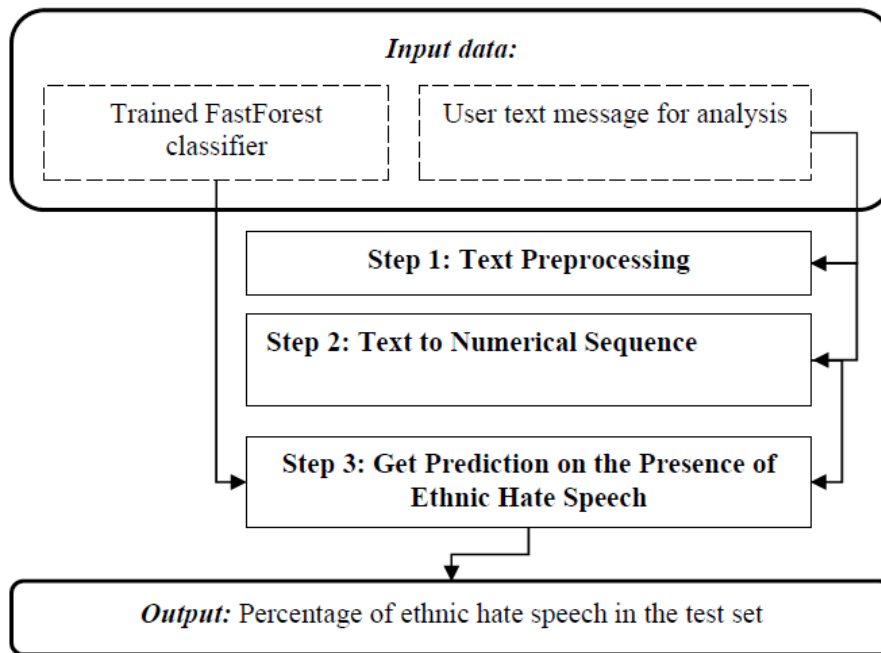 Input data:
Trained FastForest
classifier
User text message for analysis
Step 1: Text Preprocessing
Step 2: Text to Numerical Sequence
Step 3: Get Prediction on the Presence of
Ethnic Hate Speech
Output: Percentage of ethnic hate speech in the test set